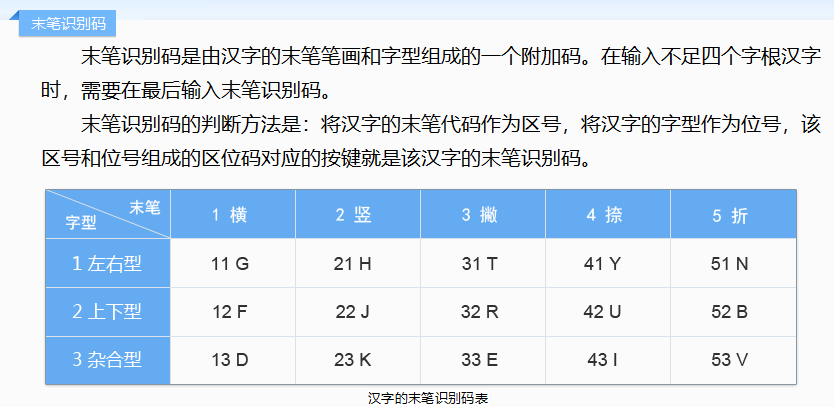 末笔识别码
末笔识别码是由汉字的末笔笔画和字型组成的一个附加码。在输入不足四个字根汉字
时，需要在最后输入末笔识别码。
末笔识别码的判断方法是：将汉字的末笔代码作为区号，将汉字的字型作为位号，该
区号和位号组成的区位码对应的按键就是该汉字的末笔识别码。
末笔 字型 1 横 2 竖 3 撇 4 捺 5 折
1 左右型 11 G 21 H 31 T 41 Y 51 N
2 上下型 12 F 22 J 32 R 42 U 52 B
3 杂合型 13 D 23 K 33 E 43 I 53 V
汉字的末笔识别码表